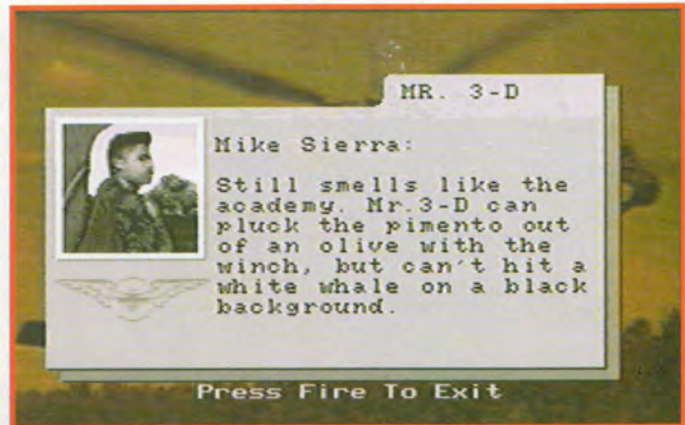 MR. 3-D
Mike Sierra:
Still smells like the
academy. Mr.3-D can
pluck the pimento out
of an olive with the
winch, but can't hit a
white whale on a black
background.
Press Fire To Exit